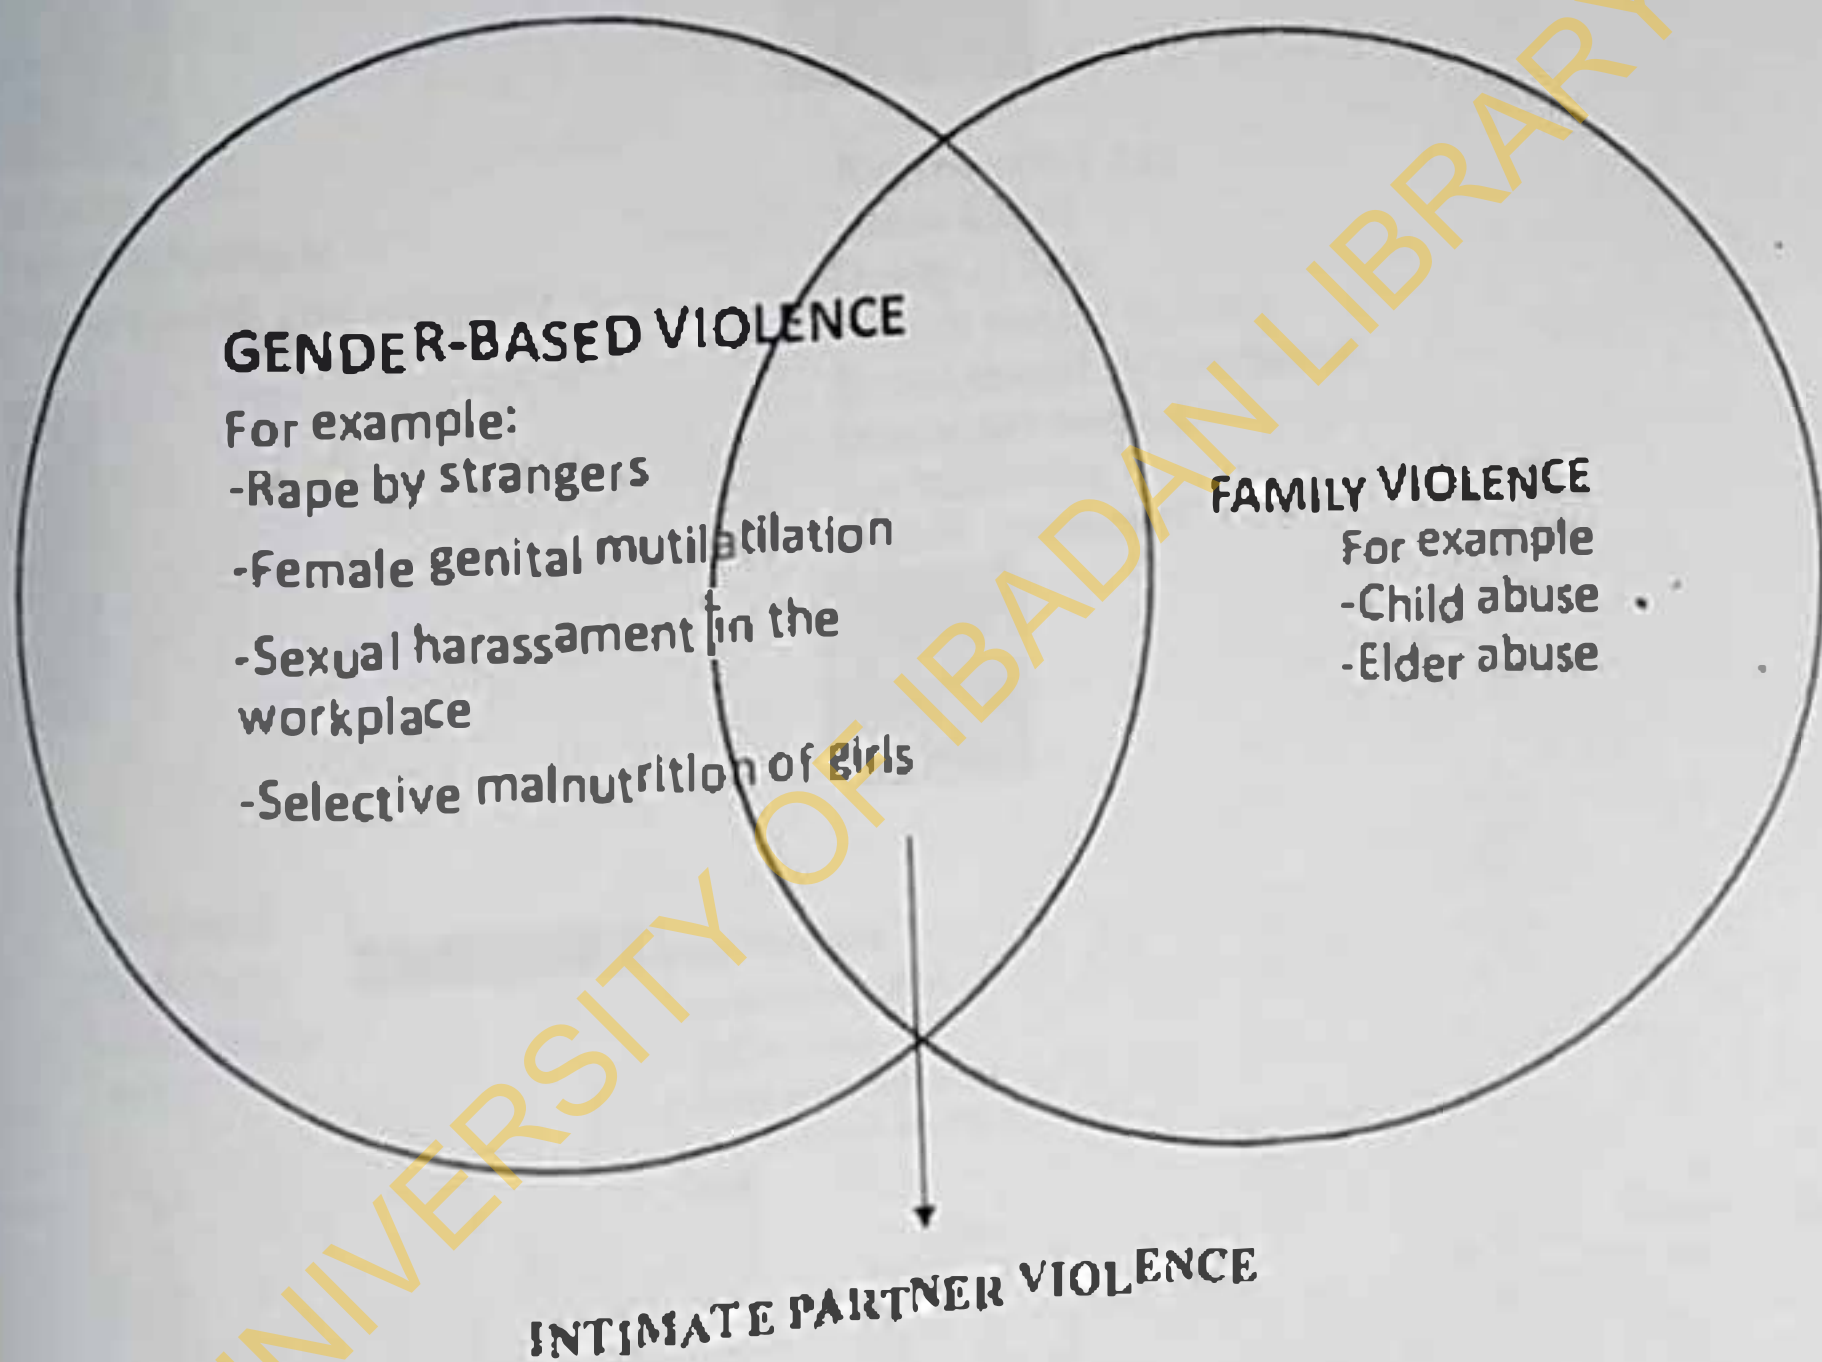 GENDER-BASED VIOLENCE
For example:
-Rape by strangers
-Female genital mutilatilation
-Sexual harassament in the
workplace
-Selective malnutrition of girls
FAMILY VIOLENCE
For example
-Child abuse
-Elder abuse
INTIMATE PARTNER VIOLENCE
UNIVERSITY OF IBADAN LIBRARY